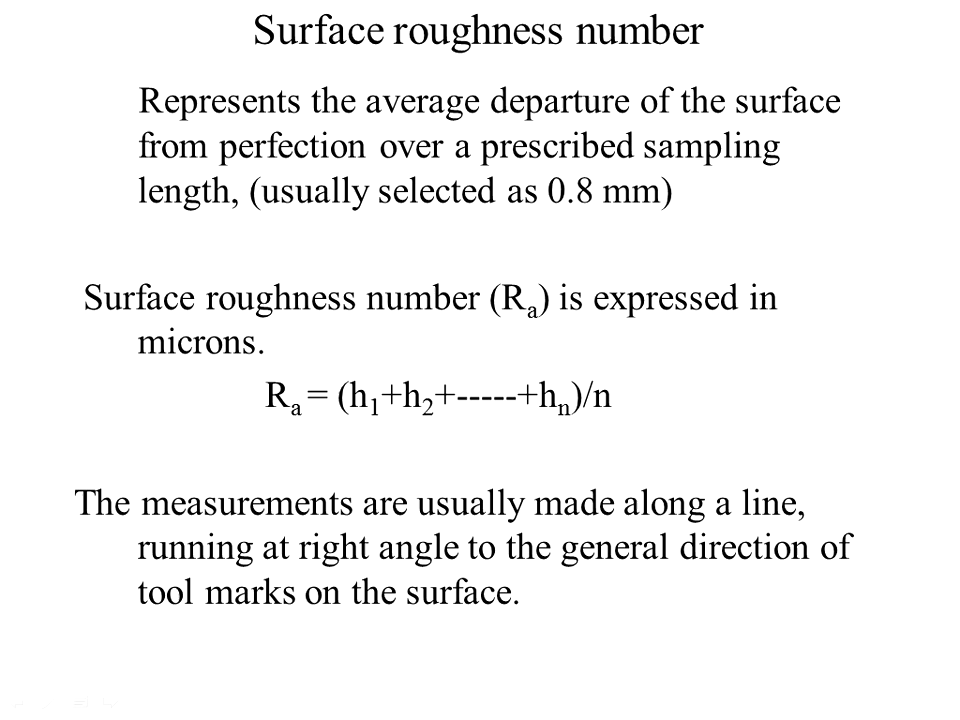 Surface roughness number
Represents the average departure of the surface
from perfection over a prescribed sampling
length, (usually selected as 0.8 mm)
Surface roughness number (Ra) is expressed in
microns.
Ra = (h1+h2+-----+hn)/n
The measurements are usually made along a line,
running at right angle to the general direction of
tool marks on the surface.